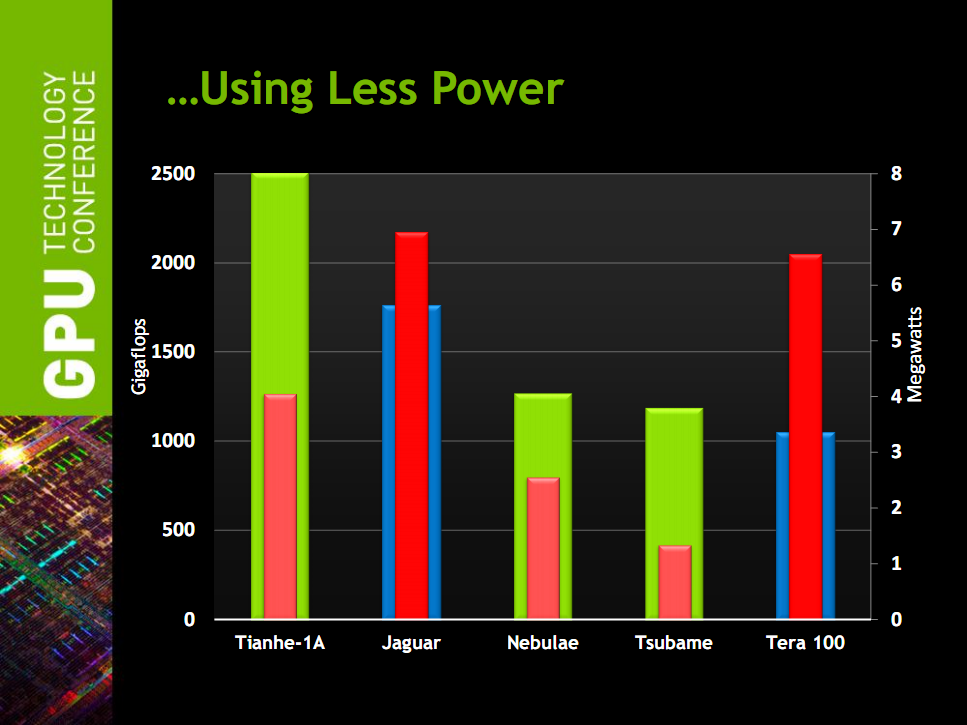 GPU TECHNOLOGY
CONFERENCE
…Using Less Power
Gigaflops
2500
2000
1500
1000
500
0
8
7
6
5
4
3
2
1
0
Megawatts
Tianhe-1A Jaguar Nebulae Tsubame Tera 100